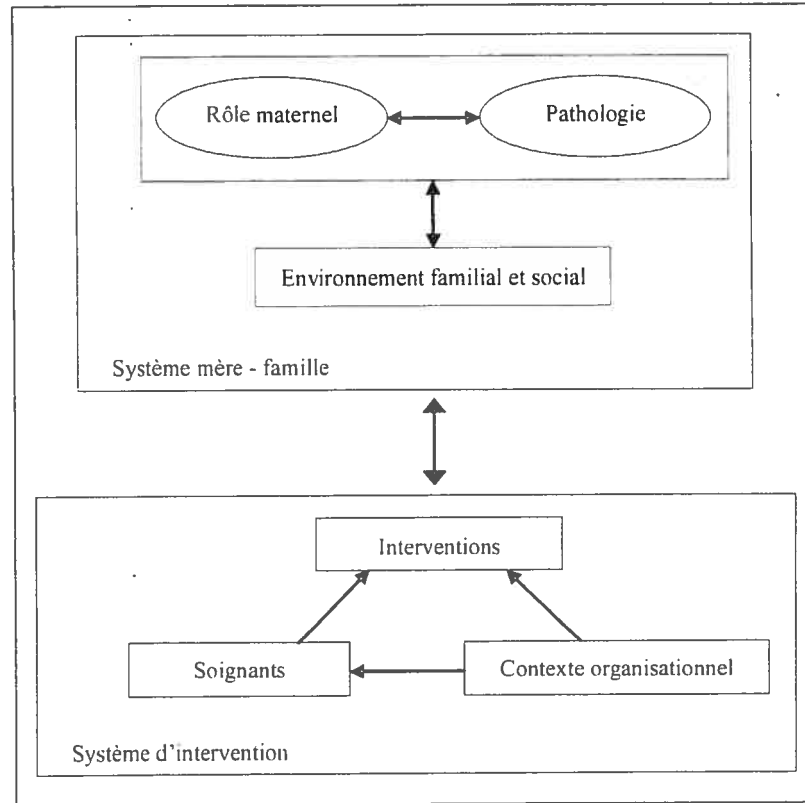 Rôle maternel
Pathologie
Environnement familial et social
Système mère - famille
Interventions
Soignants
Contexte organisationnel
Système d'intervention